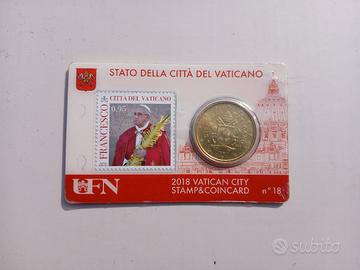 STATO DELLA CITTÀ DEL VATICANO
CITTÀ DEL VATICANO
0,95
FRANCESCO
UFN
2018 VATICAN CITY
STAMP&COINCARD
n° 18
subito